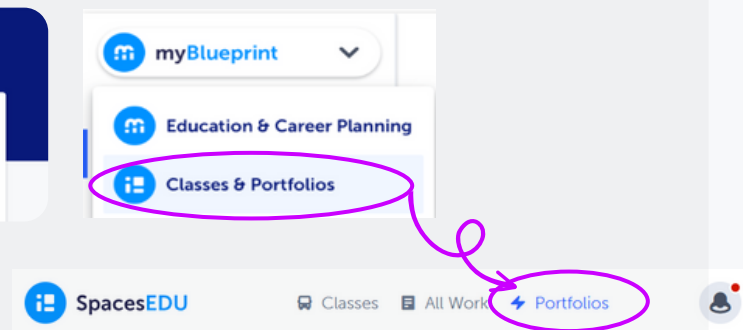 myBlueprint
Education & Career Planning
Classes & Portfolios
SpacesEDU Classes All Work Portfolios